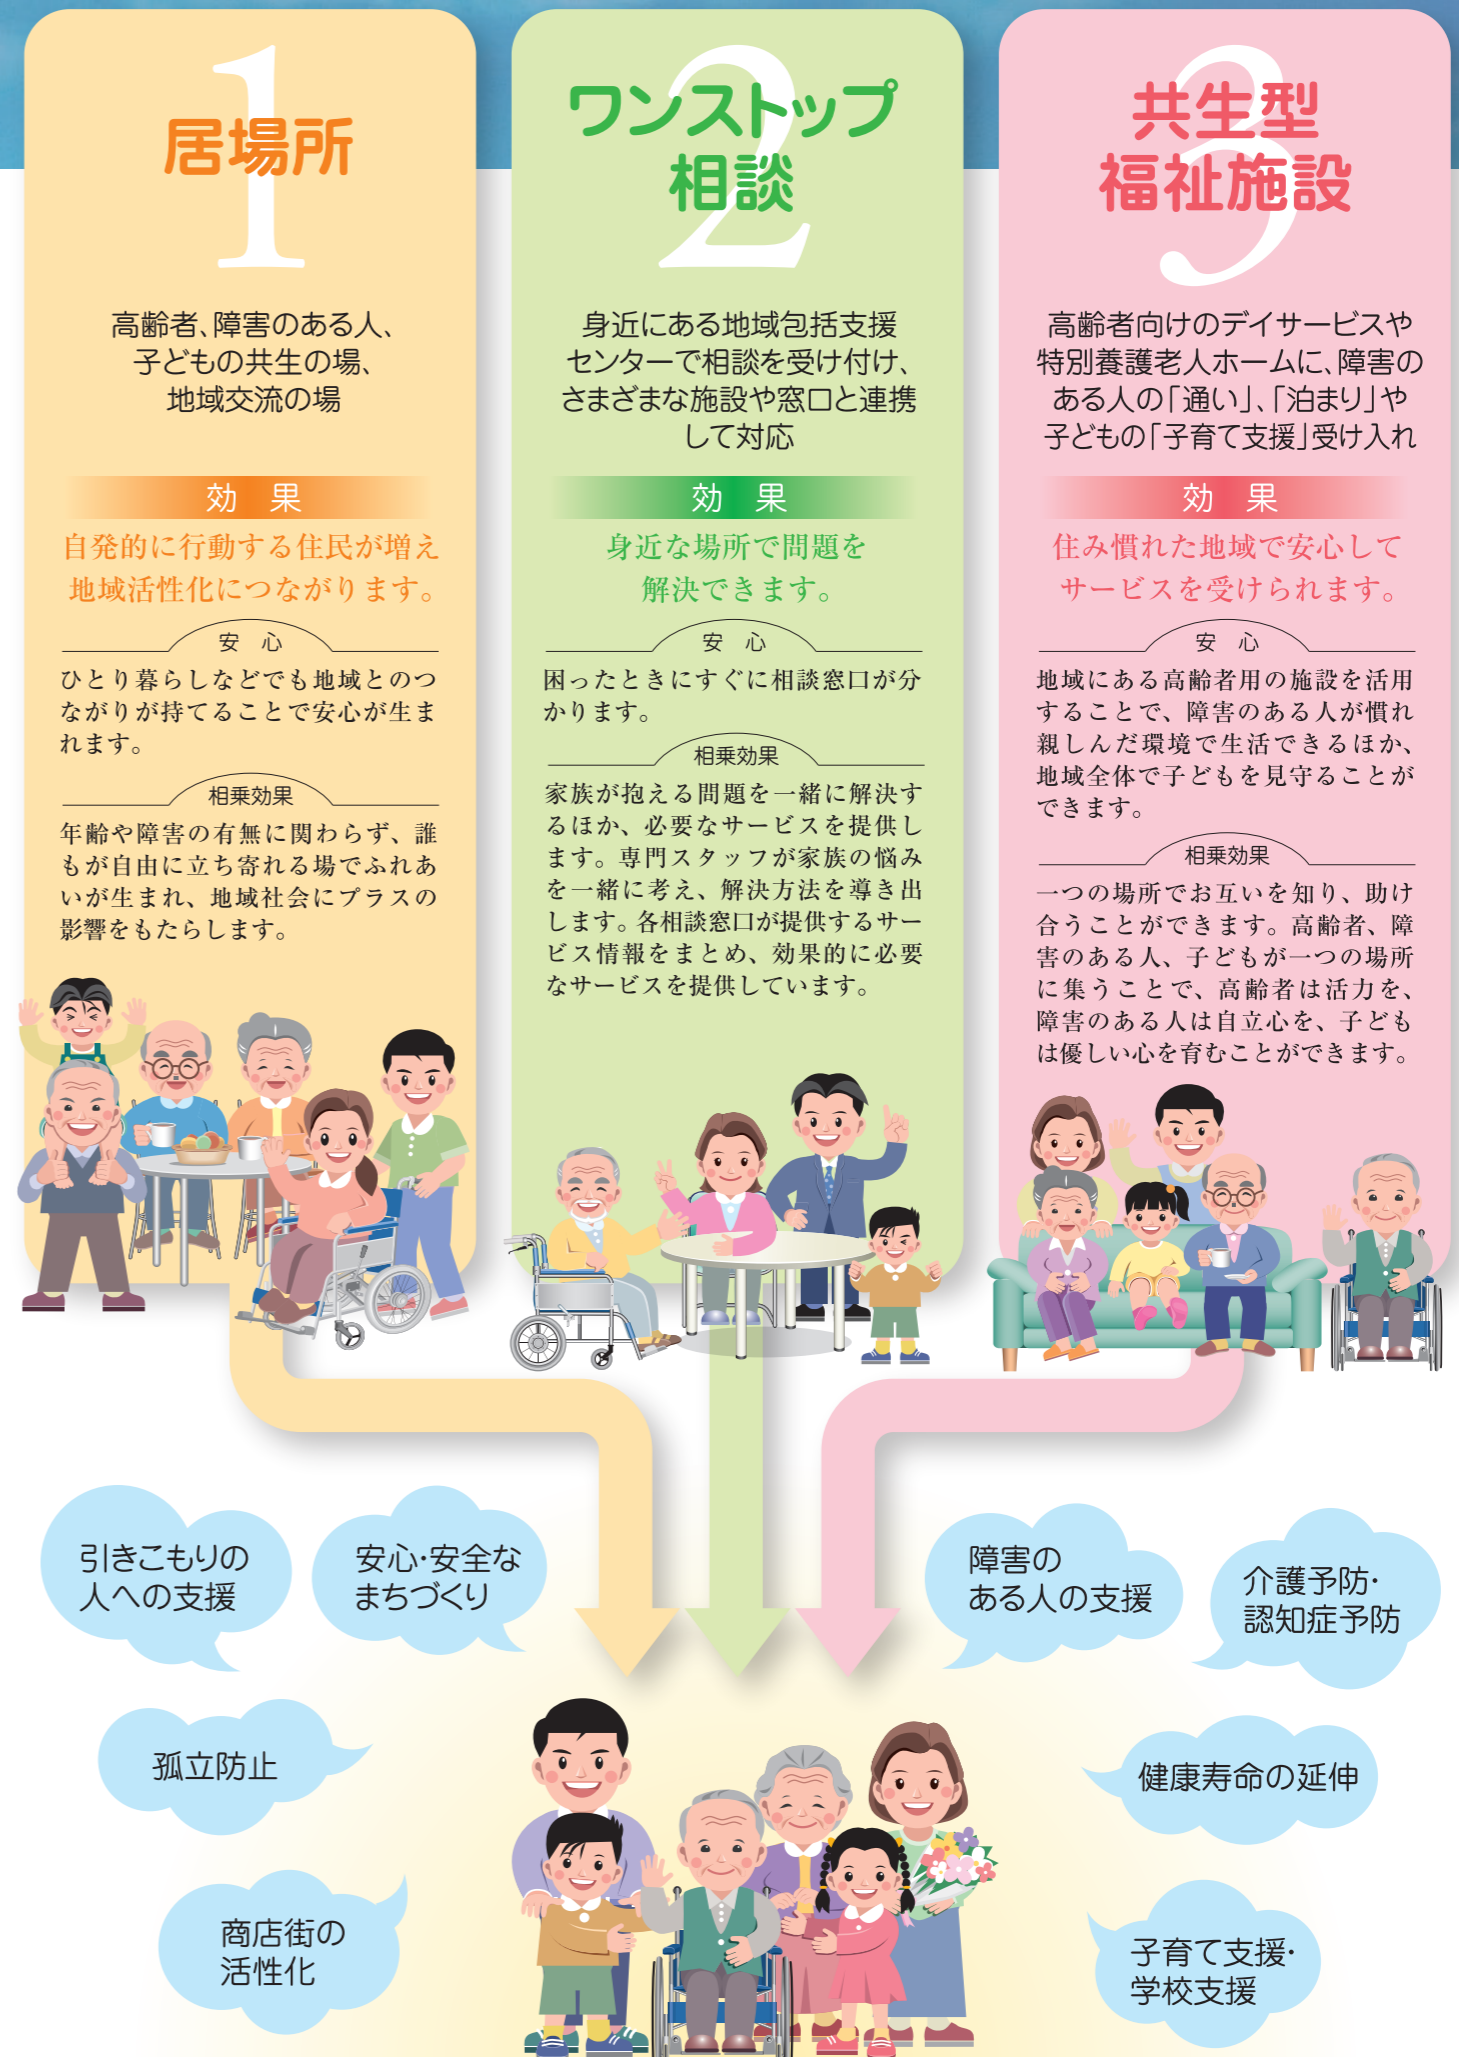 1
居場所
高齢者、障害のある人、
子どもの共生の場、
地域交流の場
効 果
自発的に行動する住民が増え
地域活性化につながります。
安 心
ひとり暮らしなどでも地域とのつ
ながりが持てることで安心が生ま
れます。
相乗効果
年齢や障害の有無に関わらず、誰
もが自由に立ち寄れる場でふれあ
いが生まれ、地域社会にプラスの
影響をもたらします。
2
ワンストップ
相談
身近にある地域包括支援
センターで相談を受け付け、
さまざまな施設や窓口と連携
して対応
効 果
身近な場所で問題を
解決できます。
安 心
困ったときにすぐに相談窓口が分
かります。
相乗効果
家族が抱える問題を一緒に解決す
るほか、必要なサービスを提供し
ます。専門スタッフが家族の悩み
を一緒に考え、解決方法を導き出
します。各相談窓口が提供するサー
ビス情報をまとめ、効果的に必要
なサービスを提供しています。
3
共生型
福祉施設
高齢者向けのデイサービスや
特別養護老人ホームに、障害の
ある人の「通い」、「泊まり」や
子どもの「子育て支援」受け入れ
効 果
住み慣れた地域で安心して
サービスを受けられます。
安 心
地域にある高齢者用の施設を活用
することで、障害のある人が慣れ
親しんだ環境で生活できるほか、
地域全体で子どもを見守ることが
できます。
相乗効果
一つの場所でお互いを知り、助け
合うことができます。高齢者、障
害のある人、子どもが一つの場所
に集うことで、高齢者は活力を、
障害のある人は自立心を、子ども
は優しい心を育むことができます。
引きこもりの
人への支援
安心・安全な
まちづくり
障害の
ある人の支援
介護予防・
認知症予防
孤立防止
健康寿命の延伸
商店街の
活性化
子育て支援・
学校支援